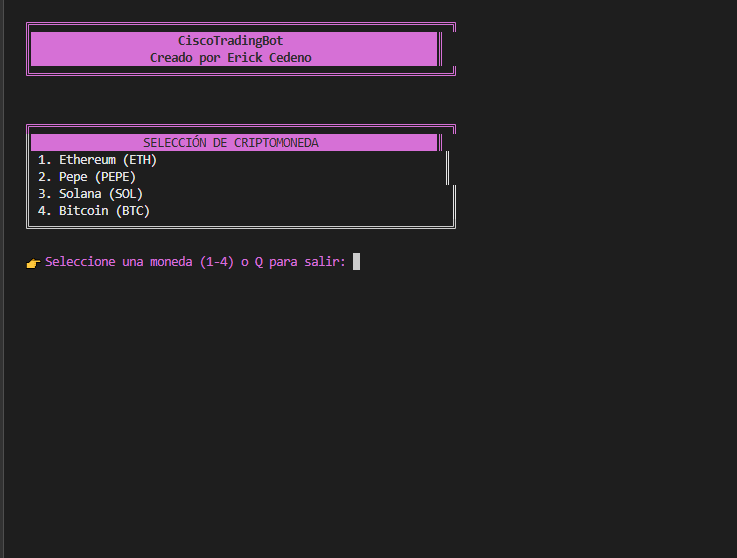 CiscoTradingBot
Creado por Erick Cedeno
SELECCIÓN DE CRIPTOMONEDA
1. Ethereum (ETH)
2. Pepe (PEPE)
3. Solana (SOL)
4. Bitcoin (BTC)
👉 Seleccione una moneda (1-4) o Q para salir: